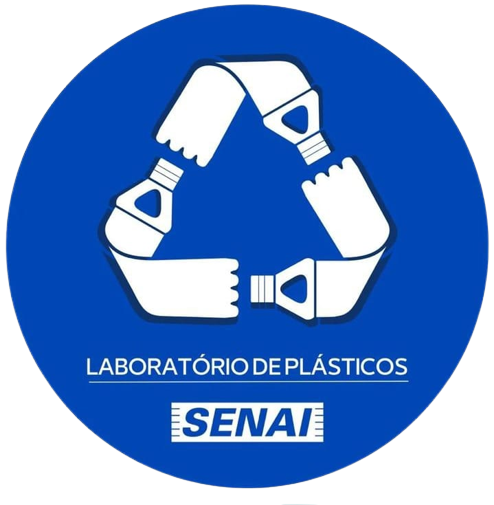 LABORATÓRIO DE PLÁSTICOS
SENAI